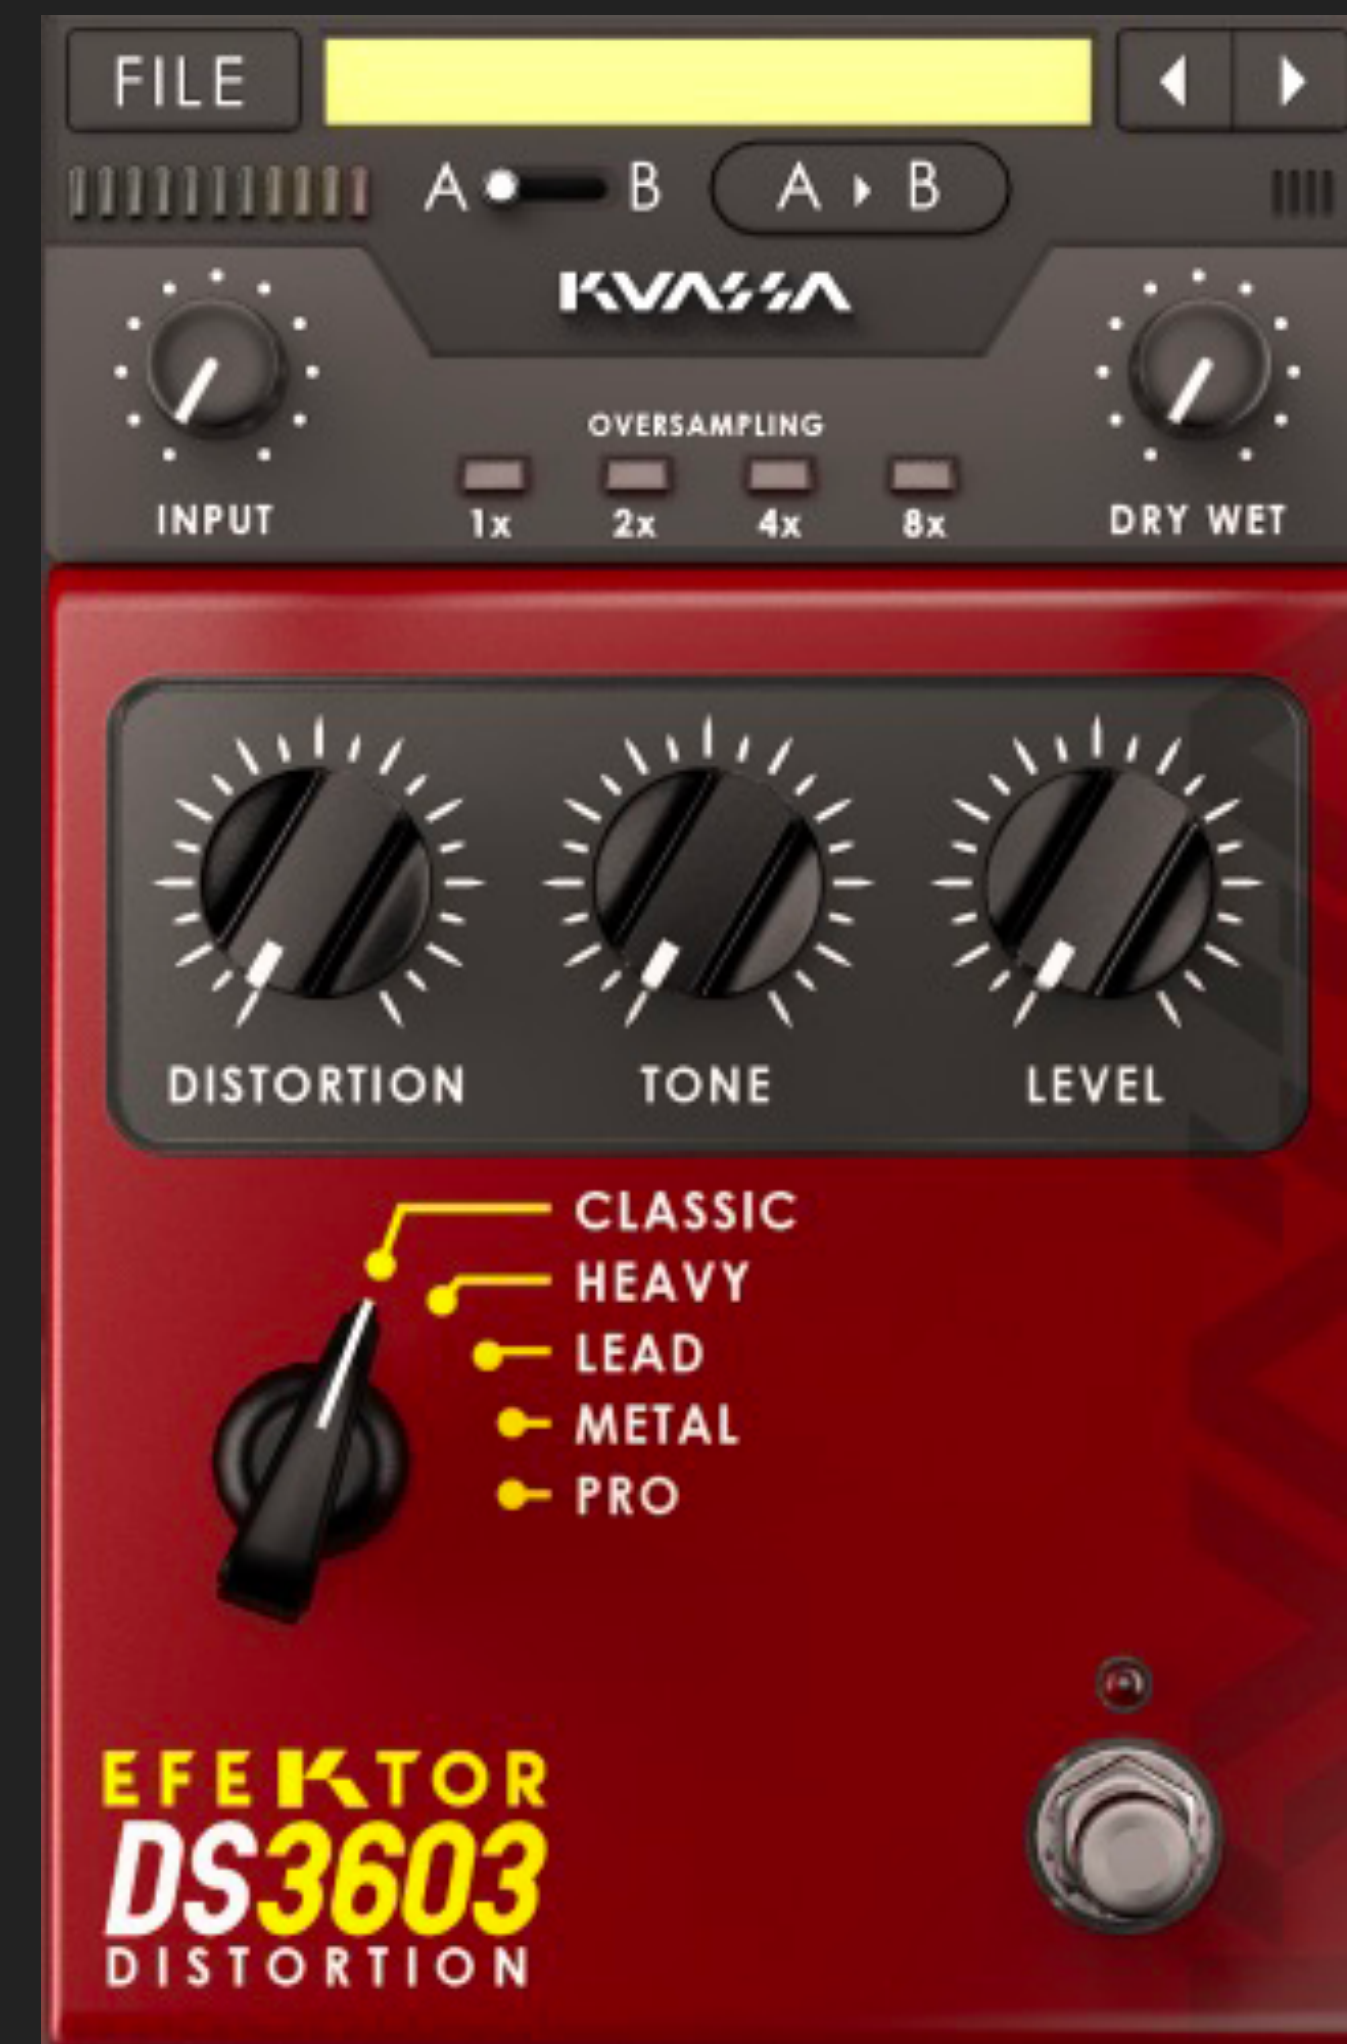 FILE
A B A B
KVASSA
OVERSAMPLING
1x 2x 4x 8x
INPUT
DRY WET
DISTORTION TONE LEVEL
CLASSIC
HEAVY
LEAD
METAL
PRO
EFEKTOR
DS3603
DISTORTION